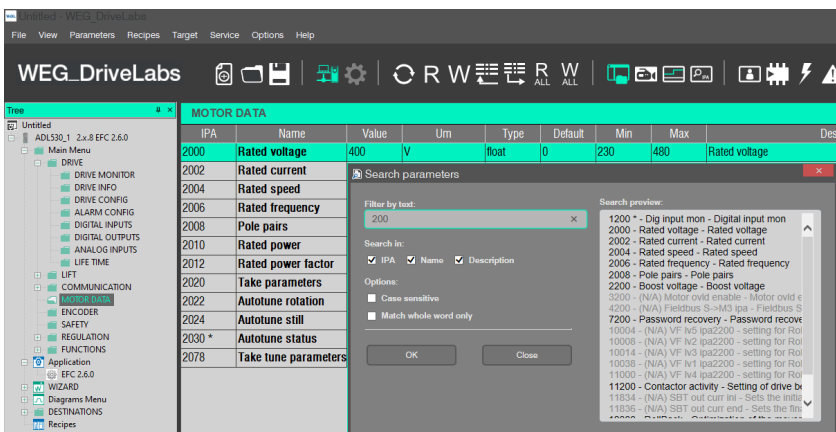 Untitled - WEG_DriveLabs
File View Parameters Recipes Target Service Options Help
WEG_DriveLabs R W R ALL W ALL
Tree
Untitled
ADL530_1 2.x.8 EFC 2.6.0
Main Menu
DRIVE
DRIVE MONITOR
DRIVE INFO
DRIVE CONFIG
ALARM CONFIG
DIGITAL INPUTS
DIGITAL OUTPUTS
ANALOG INPUTS
LIFE TIME
LIFT
COMMUNICATION
MOTOR DATA
ENCODER
SAFETY
REGULATION
FUNCTIONS
Application
EFC 2.6.0
WIZARD
Diagrams Menu
DESTINATIONS
Recipes
MOTOR DATA
IPA Name Value Um Type Default Min Max Des
2000 Rated voltage 400 V float 0 230 480 Rated voltage
2002 Rated current
2004 Rated speed
2006 Rated frequency
2008 Pole pairs
2010 Rated power
2012 Rated power factor
2020 Take parameters
2022 Autotune rotation
2024 Autotune still
2030 * Autotune status
2078 Take tune parameters
Search parameters
Filter by text:
200
Search in:
IPA Name Description
Options:
Case sensitive
Match whole word only
OK Close
Search preview:
1200 * - Dig input mon - Digital input mon
2000 - Rated voltage - Rated voltage
2002 - Rated current - Rated current
2004 - Rated speed - Rated speed
2006 - Rated frequency - Rated frequency
2008 - Pole pairs - Pole pairs
2200 - Boost voltage - Boost voltage
3200 - (N/A) Motor ovld enable - Motor ovld e
4200 - (N/A) Fieldbus S->M3 ipa - Fieldbus S
7200 - Password recovery - Password recove
10004 - (N/A) VF lv5 ipa2200 - setting for Rol
10008 - (N/A) VF lv2 ipa2200 - setting for Rol
10014 - (N/A) VF lv3 ipa2200 - setting for Rol
10038 - (N/A) VF lv1 ipa2200 - setting for Rol
11000 - (N/A) VF lv4 ipa2200 - setting for Rol
11200 - Contactor activity - Setting of drive be
11834 - (N/A) SBT out curr ini - Sets the initia
11836 - (N/A) SBT out curr end - Sets the fina